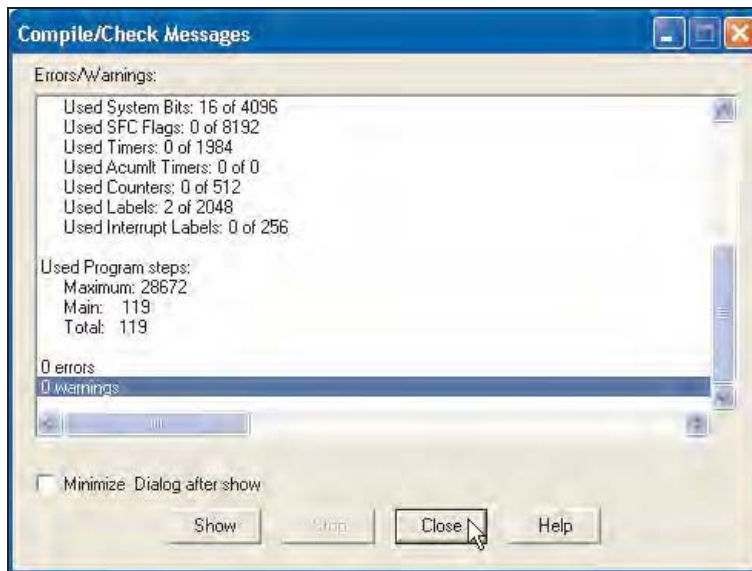 Compile/Check Messages
Errors/Warnings:
Used System Bits: 16 of 4096
Used SFC Flags: 0 of 8192
Used Timers: 0 of 1984
Used Acumlt Timers: 0 of 0
Used Counters: 0 of 512
Used Labels: 2 of 2048
Used Interrupt Labels: 0 of 256
Used Program steps:
Maximum: 28672
Main: 119
Total: 119
0 errors
0 warnings
Minimize Dialog after show
Show Stop Close Help